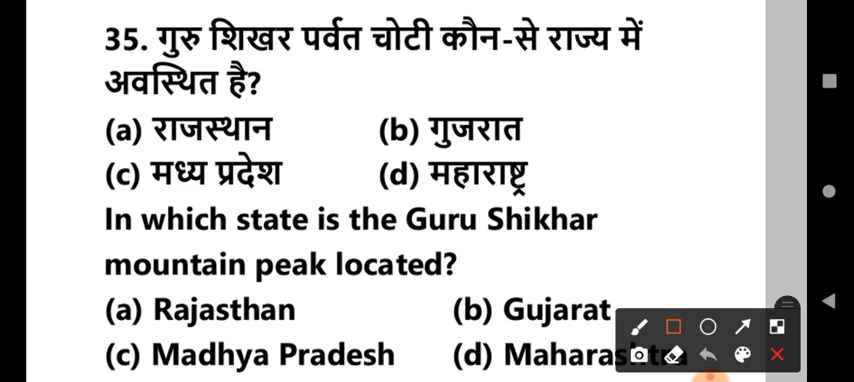 35. गुरु शिखर पर्वत चोटी कौन-से राज्य में
अवस्थित है?
(a) राजस्थान (b) गुजरात
(c) मध्य प्रदेश (d) महाराष्ट्र
In which state is the Guru Shikhar
mountain peak located?
(a) Rajasthan (b) Gujarat
(c) Madhya Pradesh (d) Maharashtra